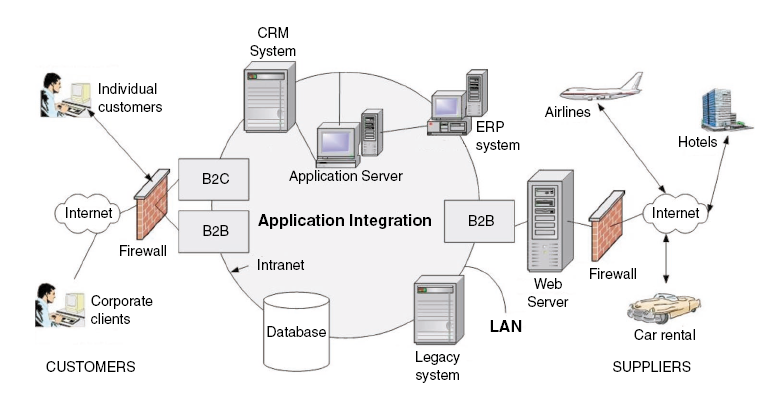 CRM
System
Individual
customers
Airlines
Hotels
ERP
system
Application Server
B2C
Internet
B2B
Application Integration
B2B
Internet
Firewall
Intranet
Firewall
Web
Server
Corporate
clients
Database
LAN
Car rental
Legacy
system
CUSTOMERS
SUPPLIERS